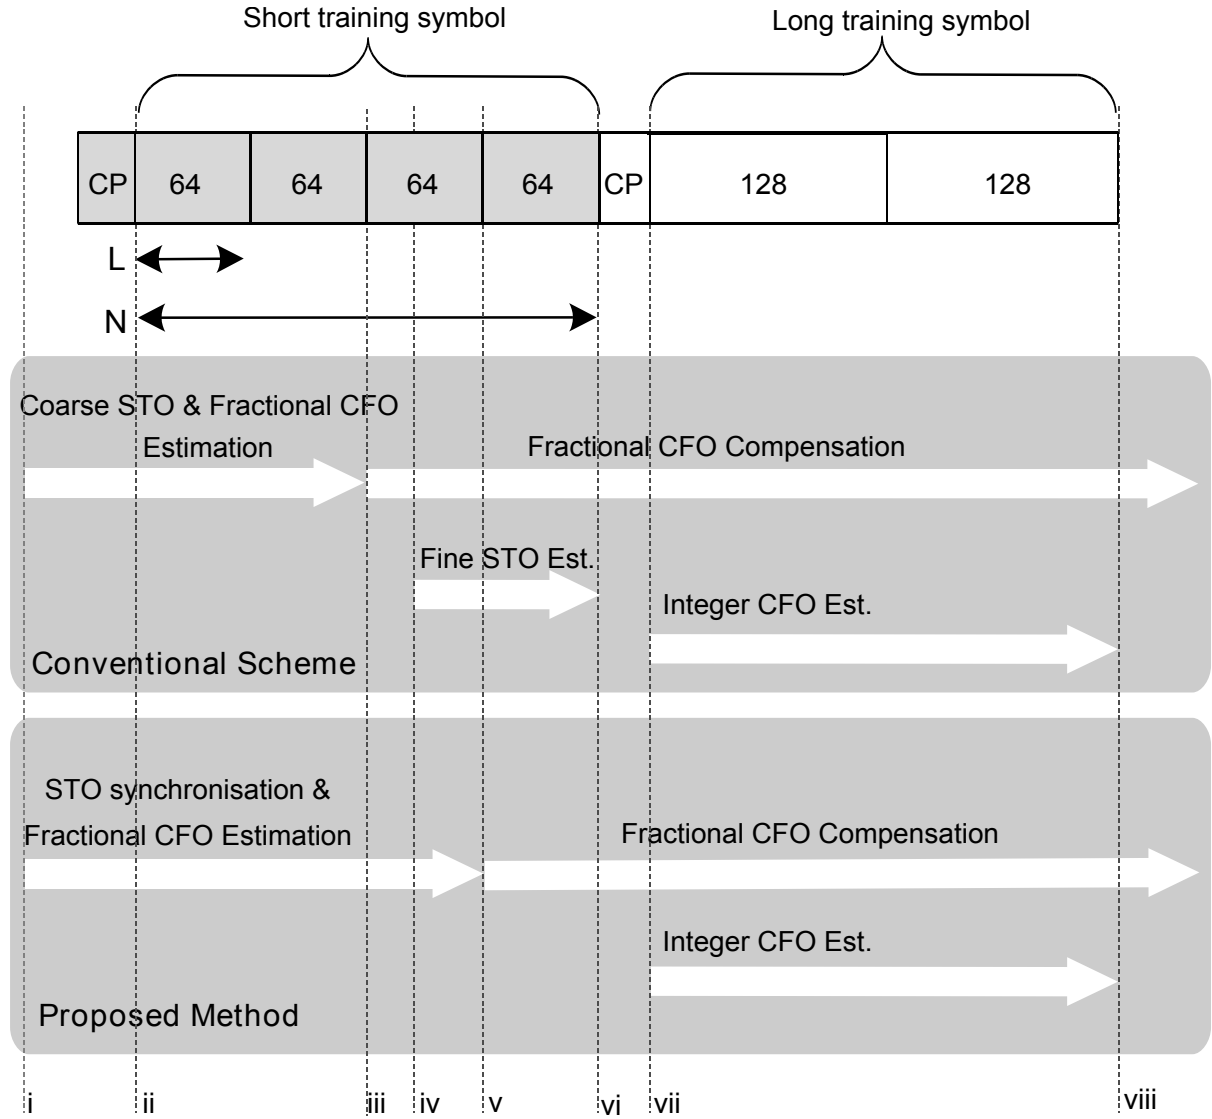 Short training symbol
Long training symbol
CP 64 64 64 64 CP 128 128
L
N
Coarse STO & Fractional CFO
Estimation
Fractional CFO Compensation
Fine STO Est.
Integer CFO Est.
Conventional Scheme
STO synchronisation &
Fractional CFO Estimation
Fractional CFO Compensation
Integer CFO Est.
Proposed Method
i ii iii iv v vi vii viii